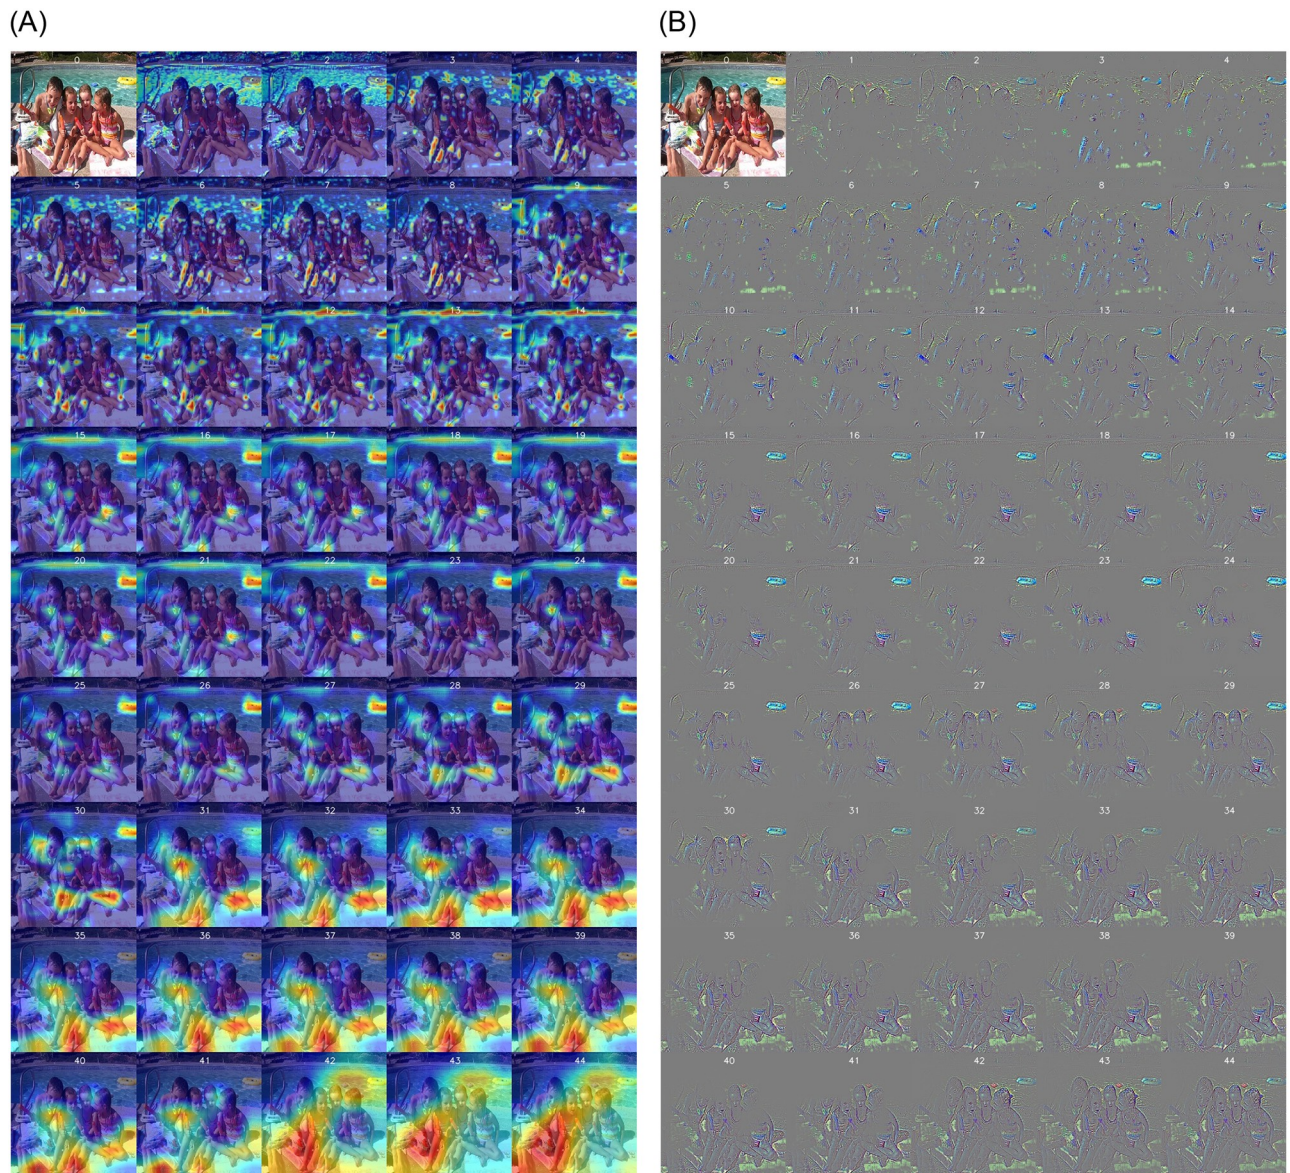 (A) (B)
0 1 2 3 4 0 1 2 3 4
5 6 7 8 9 5 6 7 8 9
10 11 12 13 14 10 11 12 13 14
15 16 17 18 19 15 16 17 18 19
20 21 22 23 24 20 21 22 23 24
25 26 27 28 29 25 26 27 28 29
30 31 32 33 34 30 31 32 33 34
35 36 37 38 39 35 36 37 38 39
40 41 42 43 44 40 41 42 43 44